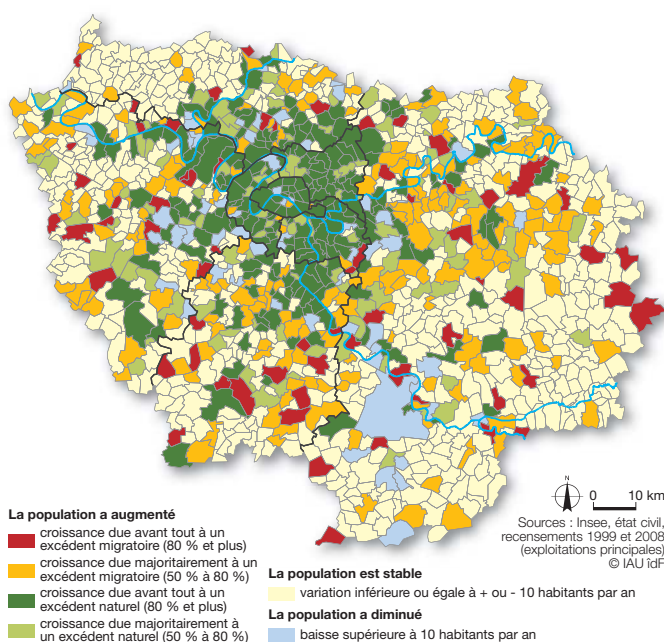 N
0 10 km
Sources : Insee, état civil,
recensements 1999 et 2008
(exploitations principales)
© IAU îdF
La population a augmenté
croissance due avant tout à un
excédent migratoire (80 % et plus)
croissance due majoritairement à un
excédent migratoire (50 % à 80 %)
croissance due avant tout à un
excédent naturel (80 % et plus)
croissance due majoritairement à
un excédent naturel (50 % à 80 %)
La population est stable
variation inférieure ou égale à + ou - 10 habitants par an
La population a diminué
baisse supérieure à 10 habitants par an